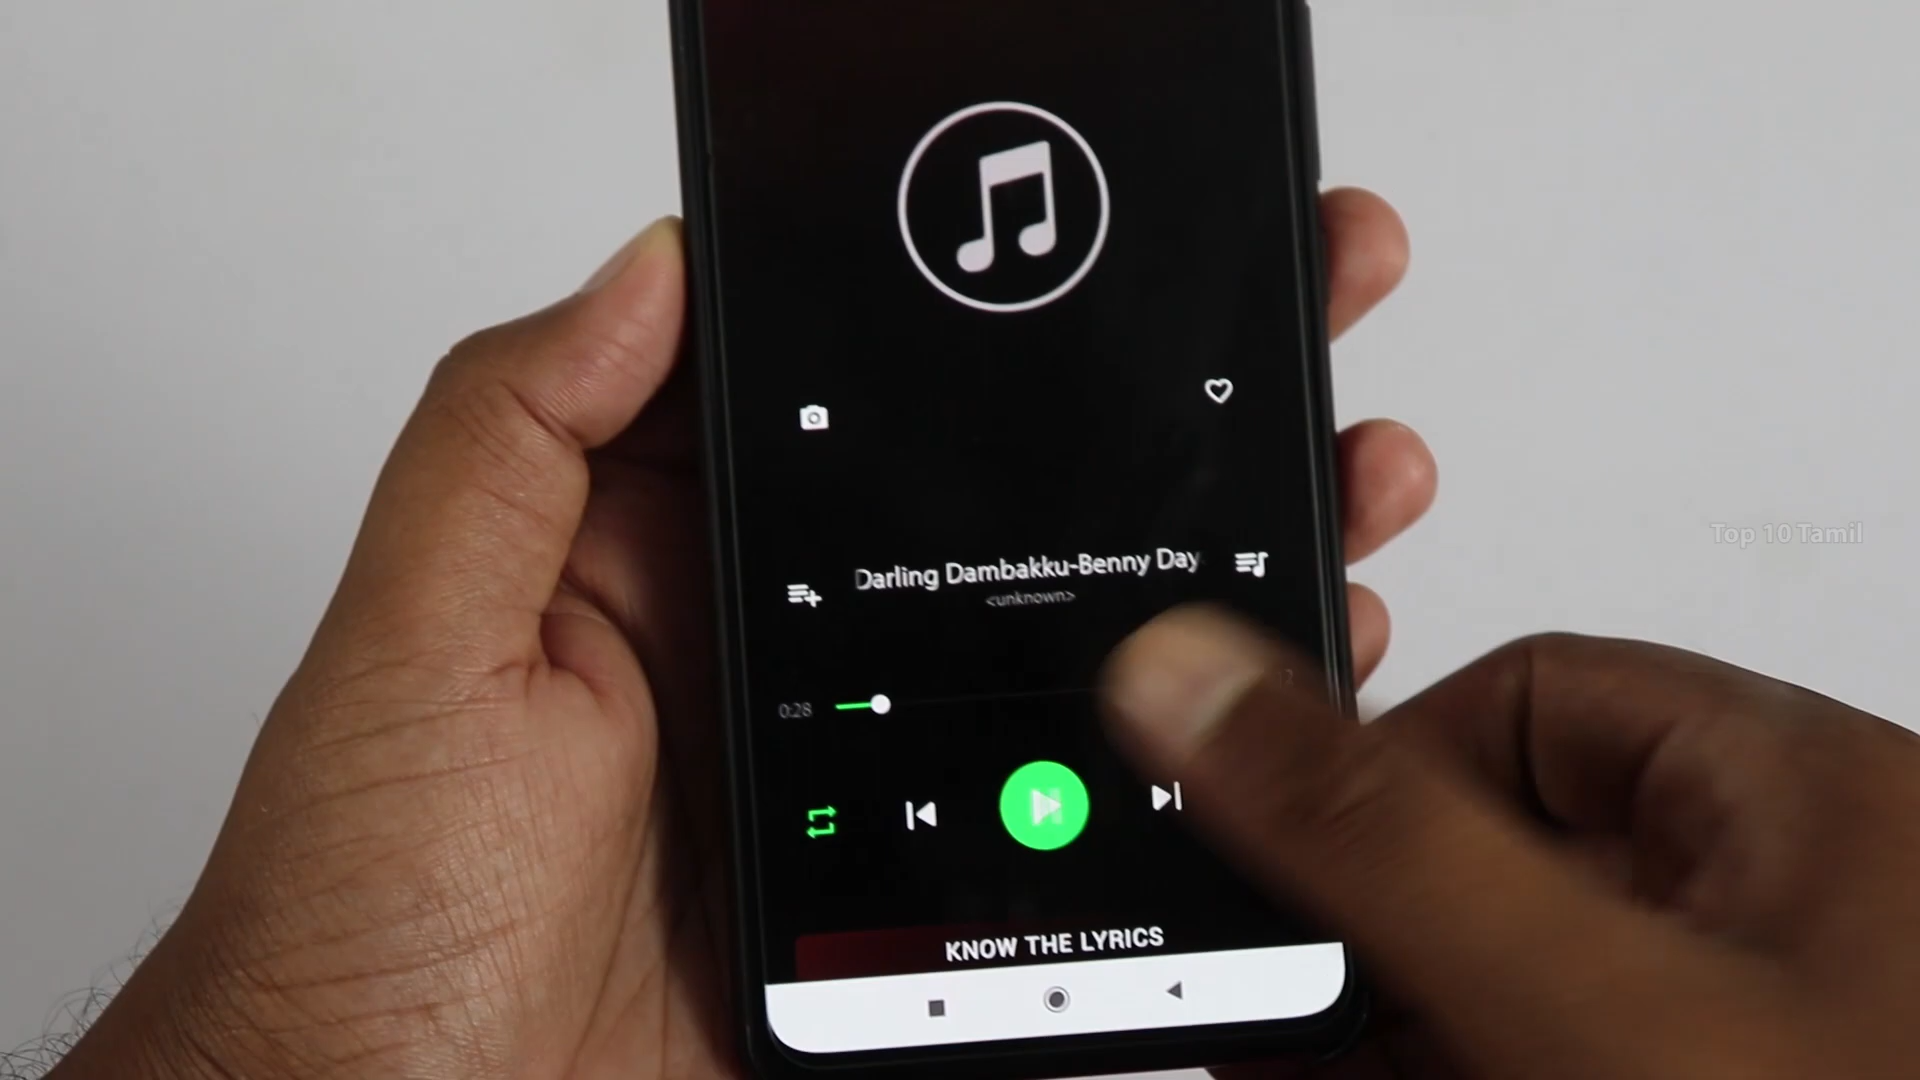 Top 10 Tamil
Darling Dambakku-Benny Day
<unknown>
0:28
KNOW THE LYRICS